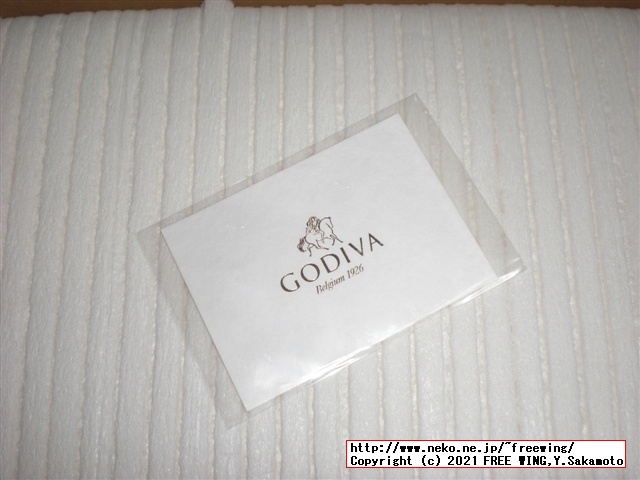 GODIVA
Belgium 1926
http://www.neko.ne.jp/~freewing/
Copyright (c) 2021 FREE WING,Y.Sakamoto